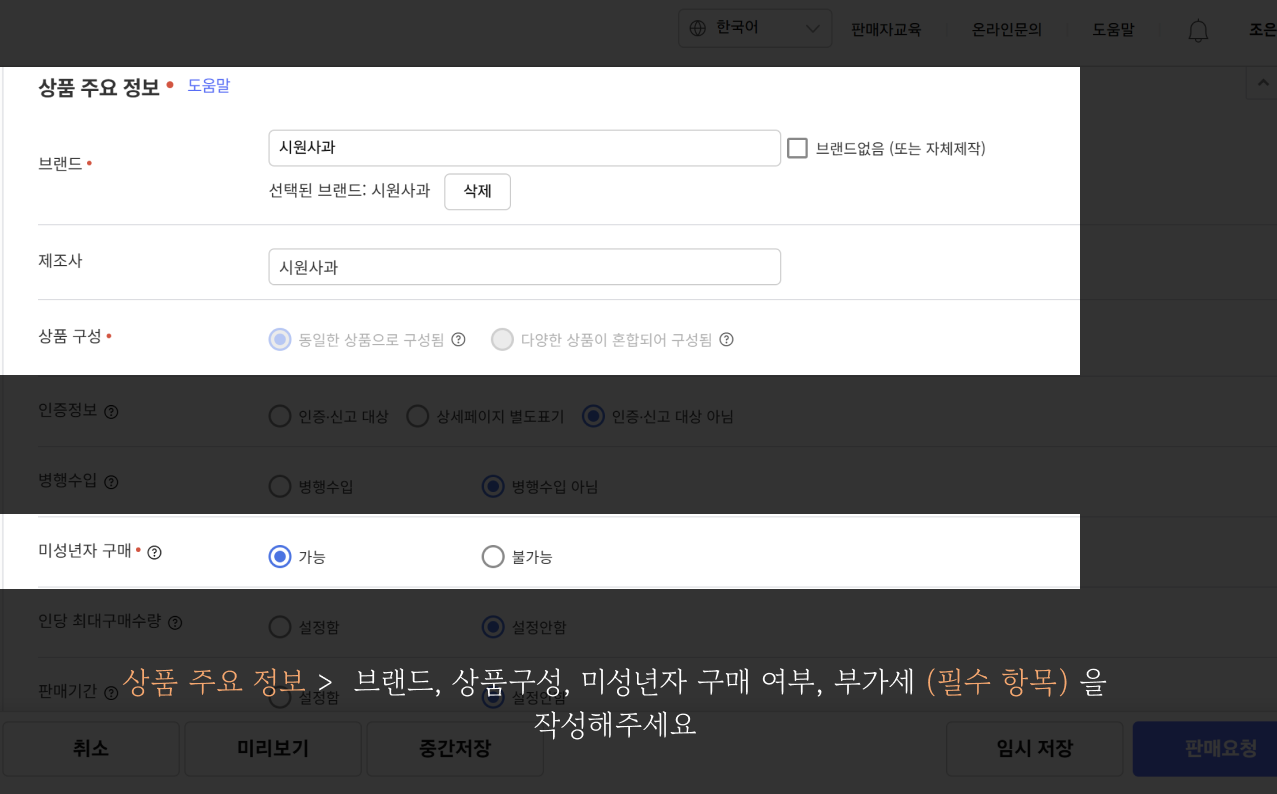 한국어 판매자교육 온라인문의 도움말 조은
상품 주요 정보 • 도움말
브랜드 • 시원사과 브랜드없음 (또는 자체제작)
선택된 브랜드: 시원사과 삭제
제조사 시원사과
상품 구성 • 동일한 상품으로 구성됨 ? 다양한 상품이 혼합되어 구성됨 ?
인증정보 ? 인증·신고 대상 상세페이지 별도표기 인증·신고 대상 아님
병행수입 ? 병행수입 병행수입 아님
미성년자 구매 • ? 가능 불가능
인당 최대구매수량 ? 설정함 설정안함
판매기간 ? 설정함 설정안함
상품 주요 정보 > 브랜드, 상품구성, 미성년자 구매 여부, 부가세 (필수 항목) 을
작성해주세요
취소 미리보기 중간저장 임시 저장 판매요청